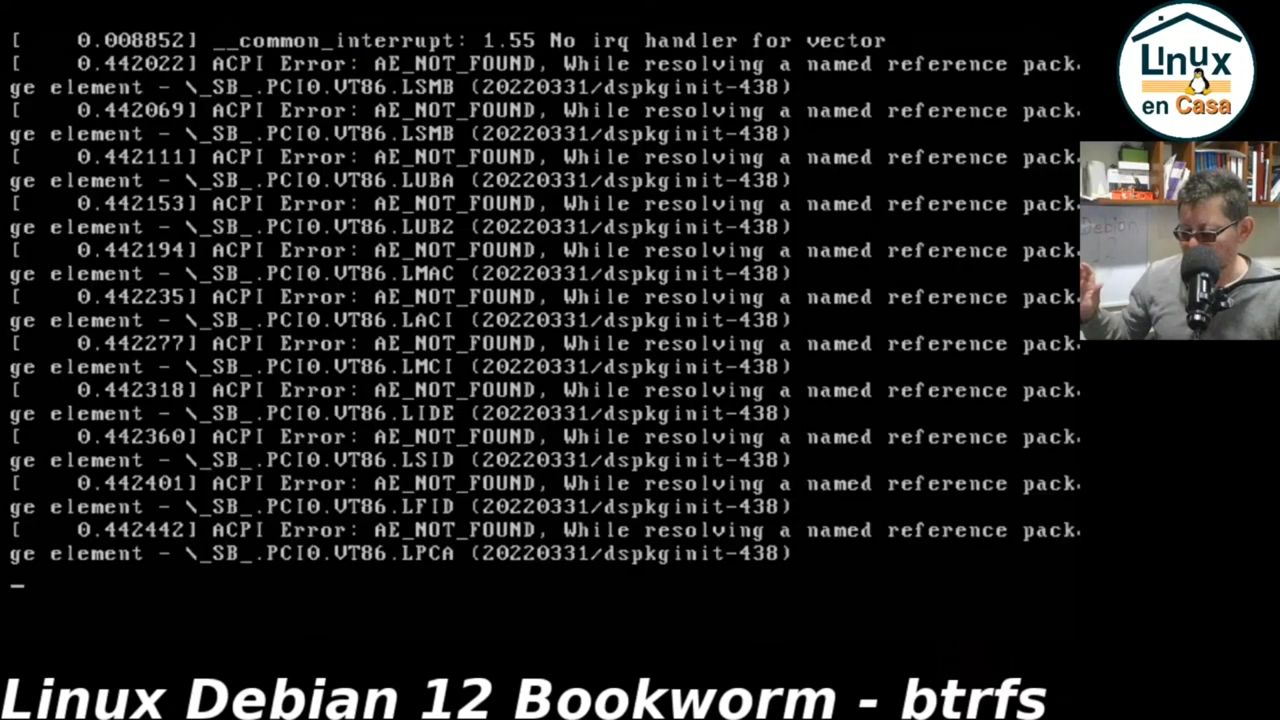 [    0.008852] __common_interrupt: 1.55 No irq handler for vector
[    0.442022] ACPI Error: AE_NOT_FOUND, While resolving a named reference pack
ge element - \_SB_.PCI0.VT86.LSMB (20220331/dspkginit-438)
[    0.442069] ACPI Error: AE_NOT_FOUND, While resolving a named reference pack
ge element - \_SB_.PCI0.VT86.LSMB (20220331/dspkginit-438)
[    0.442111] ACPI Error: AE_NOT_FOUND, While resolving a named reference pack
ge element - \_SB_.PCI0.VT86.LUBA (20220331/dspkginit-438)
[    0.442153] ACPI Error: AE_NOT_FOUND, While resolving a named reference pack
ge element - \_SB_.PCI0.VT86.LUB2 (20220331/dspkginit-438)
[    0.442194] ACPI Error: AE_NOT_FOUND, While resolving a named reference pack
ge element - \_SB_.PCI0.VT86.LMAC (20220331/dspkginit-438)
[    0.442235] ACPI Error: AE_NOT_FOUND, While resolving a named reference pack
ge element - \_SB_.PCI0.VT86.LACI (20220331/dspkginit-438)
[    0.442277] ACPI Error: AE_NOT_FOUND, While resolving a named reference pack
ge element - \_SB_.PCI0.VT86.LMCI (20220331/dspkginit-438)
[    0.442318] ACPI Error: AE_NOT_FOUND, While resolving a named reference pack
ge element - \_SB_.PCI0.VT86.LIDE (20220331/dspkginit-438)
[    0.442360] ACPI Error: AE_NOT_FOUND, While resolving a named reference pack
ge element - \_SB_.PCI0.VT86.LSID (20220331/dspkginit-438)
[    0.442401] ACPI Error: AE_NOT_FOUND, While resolving a named reference pack
ge element - \_SB_.PCI0.VT86.LFID (20220331/dspkginit-438)
[    0.442442] ACPI Error: AE_NOT_FOUND, While resolving a named reference pack
ge element - \_SB_.PCI0.VT86.LPCA (20220331/dspkginit-438)
_
Linux
en Casa
Debian
Linux Debian 12 Bookworm - btrfs